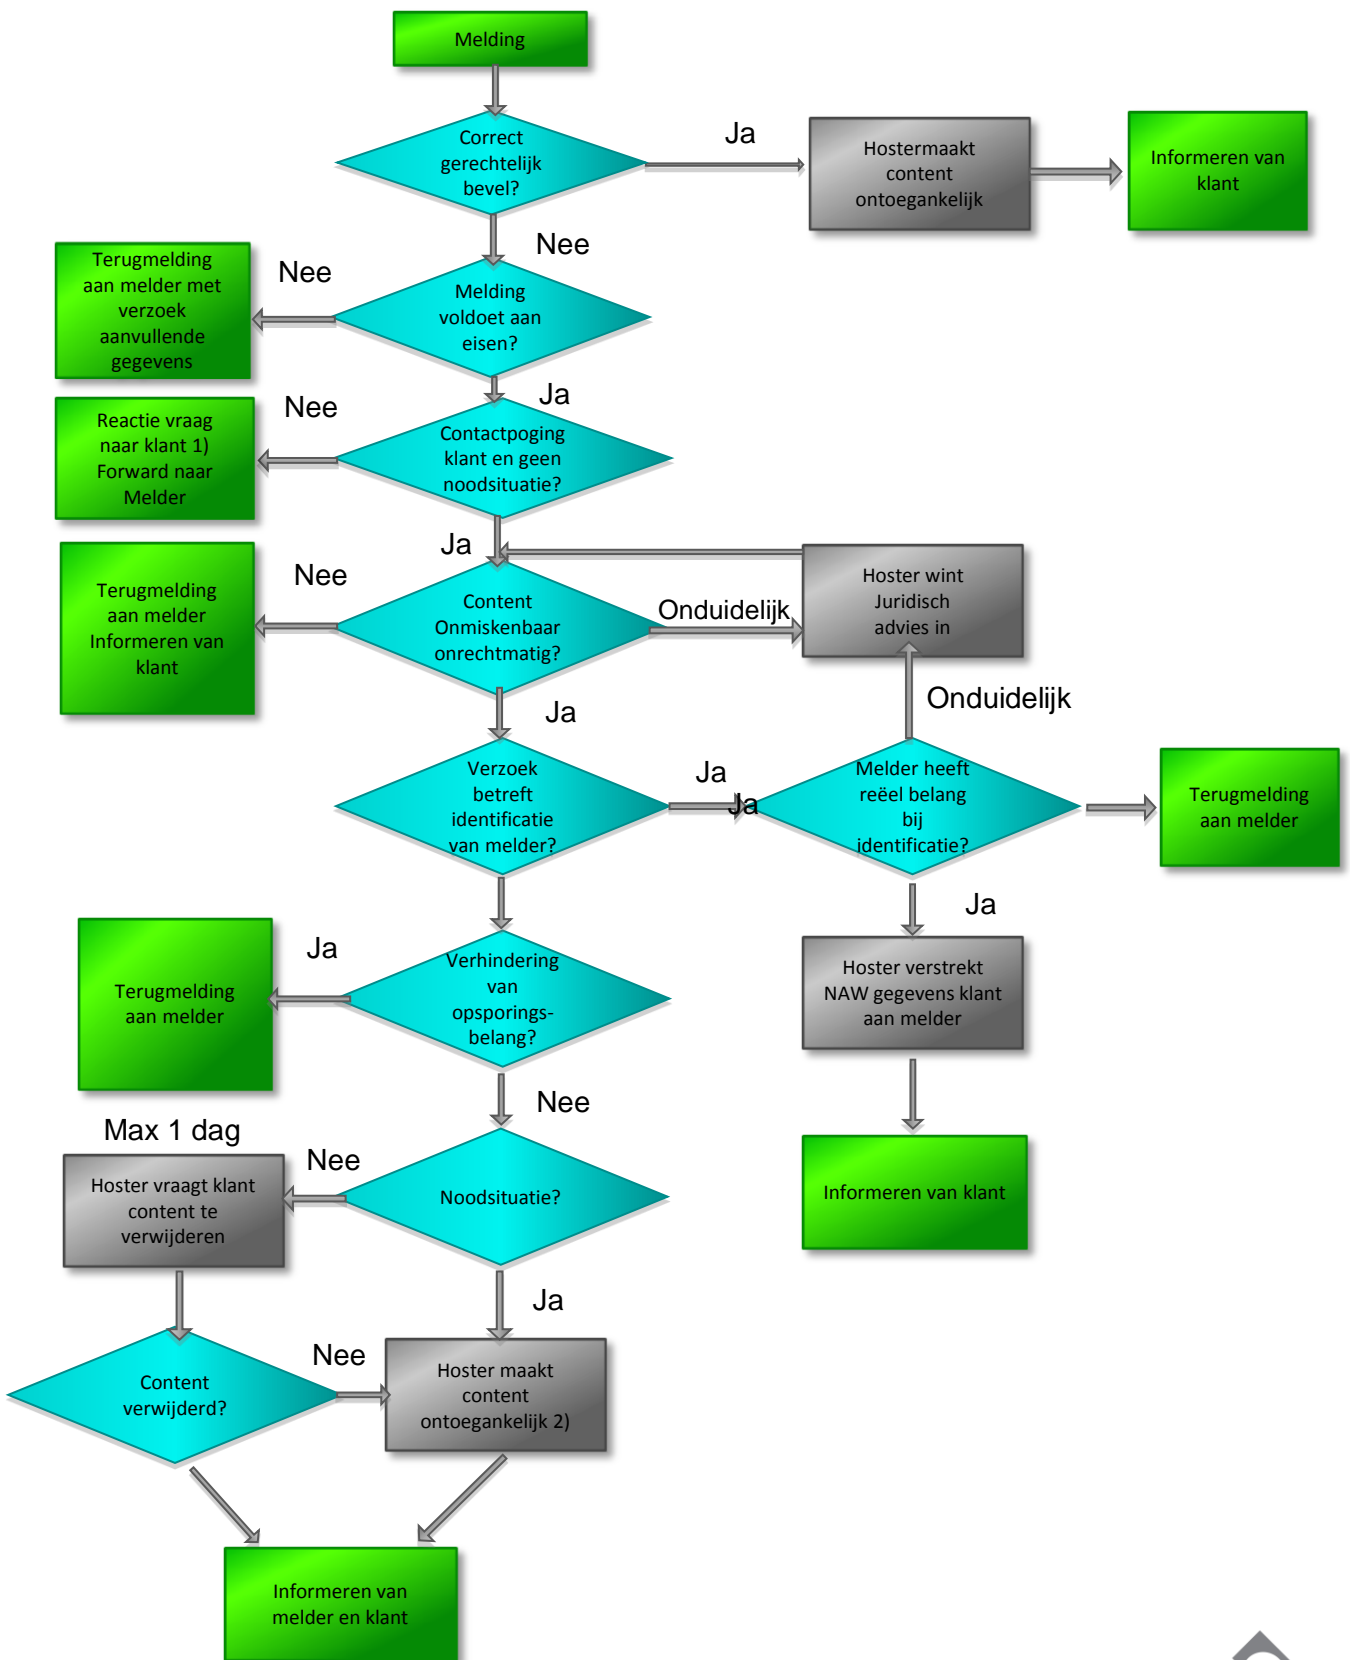 Melding
Correct
gerechtelijk
bevel?
Ja
Hostermaakt
content
ontoegankelijk
Informeren van
klant
Nee
Terugmelding
aan melder met
verzoek
aanvullende
gegevens
Nee
Melding
voldoet aan
eisen?
Ja
Reactie vraag
naar klant 1)
Forward naar
Melder
Nee
Contactpoging
klant en geen
noodsituatie?
Ja
Terugmelding
aan melder
Informeren van
klant
Nee
Content
Onmiskenbaar
onrechtmatig?
Onduidelijk
Hoster wint
Juridisch
advies in
Ja
Onduidelijk
Verzoek
betreft
identificatie
van melder?
Ja
Ja
Melder heeft
reëel belang
bij
identificatie?
Terugmelding
aan melder
Ja
Terugmelding
aan melder
Ja
Verhindering
van
opsporings-
belang?
Hoster verstrekt
NAW gegevens klant
aan melder
Nee
Max 1 dag
Hoster vraagt klant
content te
verwijderen
Nee
Noodsituatie?
Informeren van klant
Ja
Content
verwijderd?
Nee
Hoster maakt
content
ontoegankelijk 2)
Informeren van
melder en klant